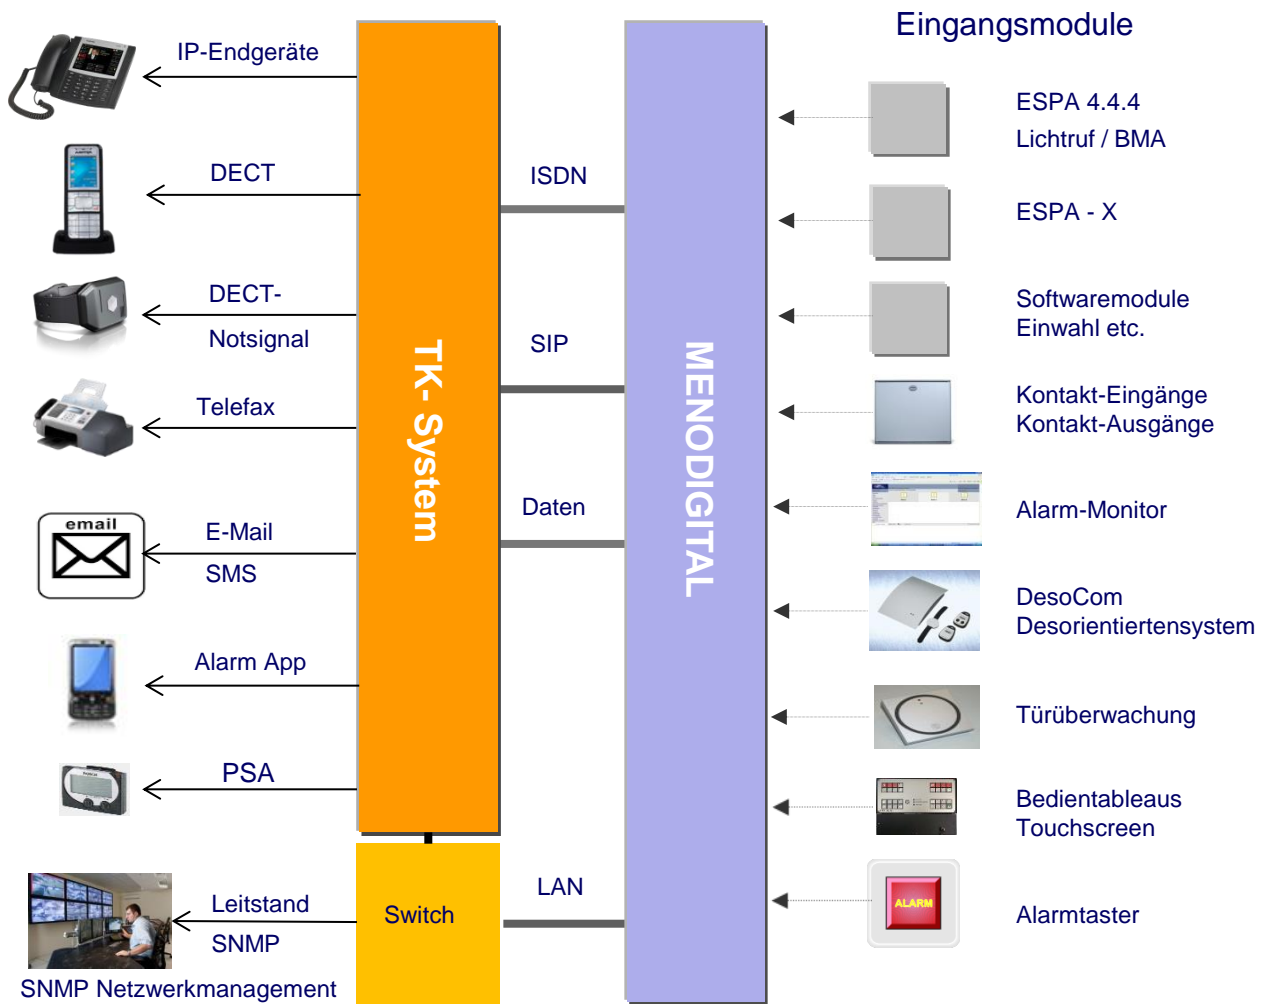 Eingangsmodule
IP-Endgeräte
DECT
DECT-
Notsignal
Telefax
email
E-Mail
SMS
Alarm App
PSA
Leitstand
SNMP
SNMP Netzwerkmanagement
TK- System
Switch
ISDN
SIP
Daten
LAN
MENODIGITAL
ESPA 4.4.4
Lichtruf / BMA
ESPA - X
Softwaremodule
Einwahl etc.
Kontakt-Eingänge
Kontakt-Ausgänge
Alarm-Monitor
DesoCom
Desorientiertensystem
Türüberwachung
Bedientableaus
Touchscreen
ALARM
Alarmtaster